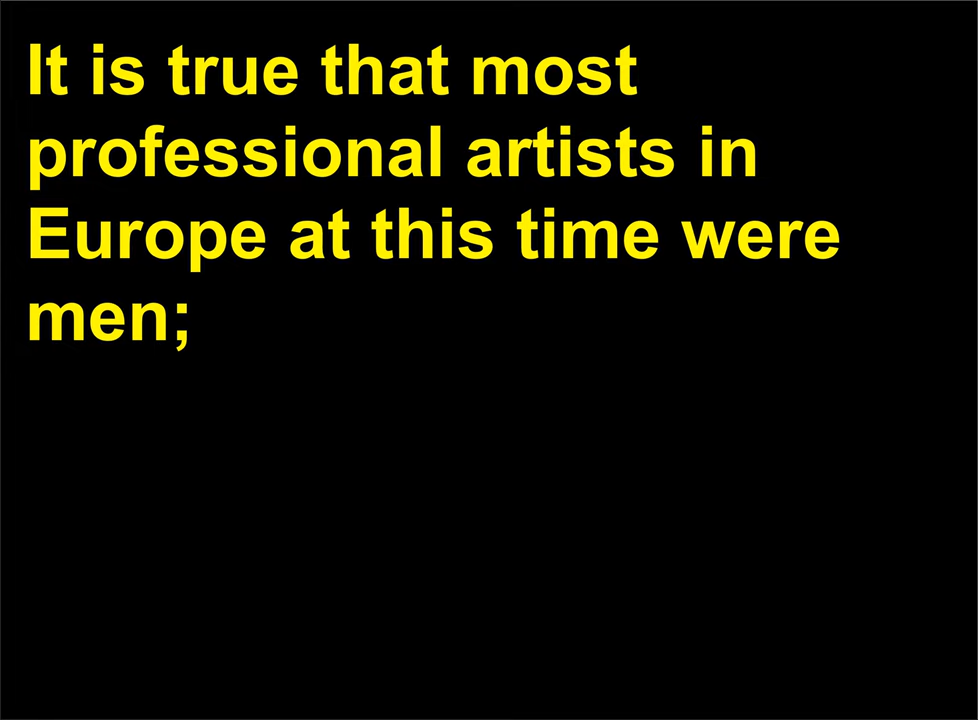 It is true that most
professional artists in
Europe at this time were
men;